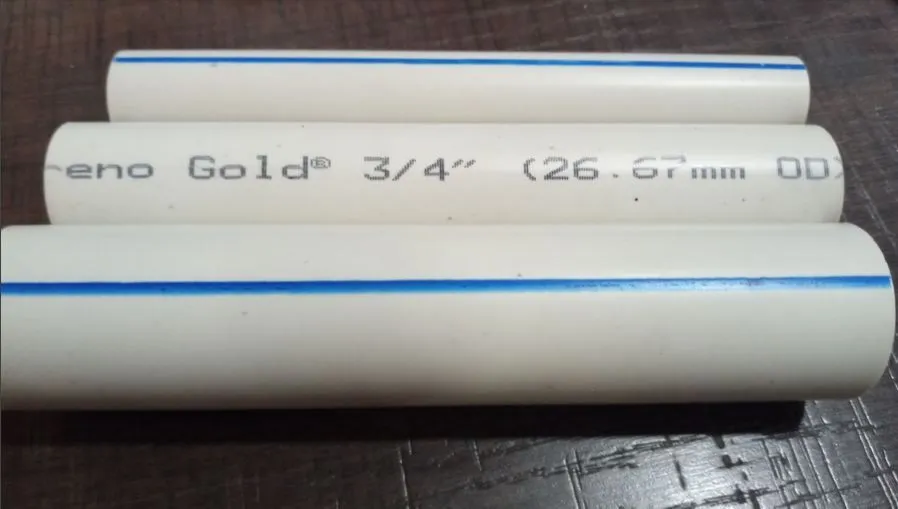 eno Gold® 3/4" (26.67mm OD)